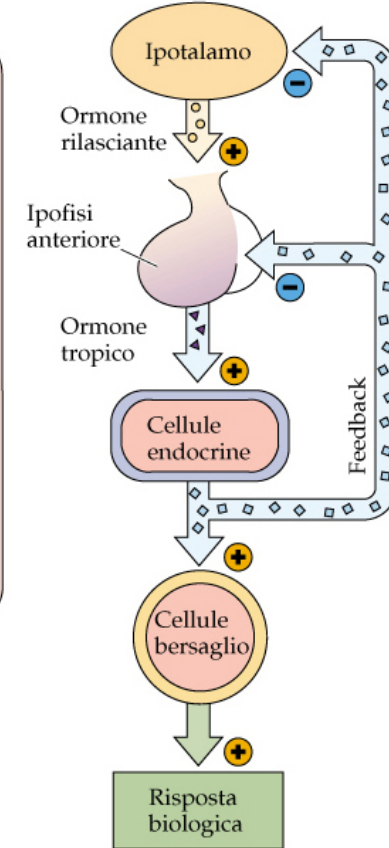 Ipotalamo
−
Ormone
rilasciante
+
Ipofisi
anteriore
−
Ormone
tropico
+
Cellule
endocrine
Feedback
+
Cellule
bersaglio
+
Risposta
biologica